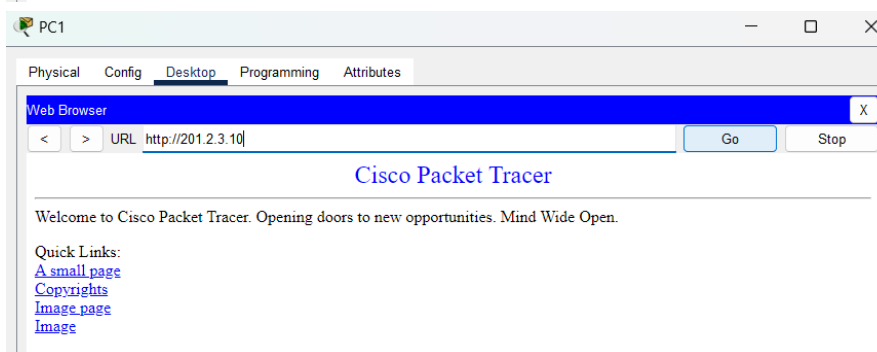 PC1
Physical Config Desktop Programming Attributes
Web Browser X
< > URL http://201.2.3.10 Go Stop
Cisco Packet Tracer
Welcome to Cisco Packet Tracer. Opening doors to new opportunities. Mind Wide Open.
Quick Links:
A small page
Copyrights
Image page
Image